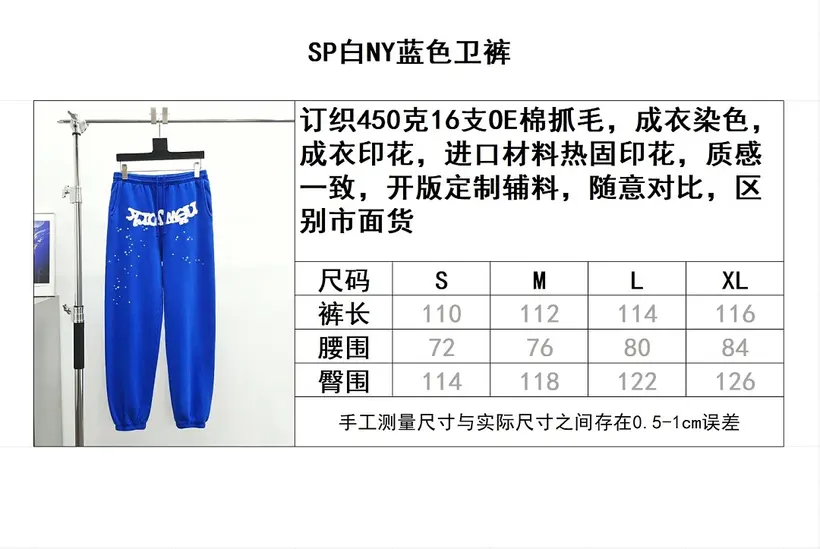 SP白NY蓝色卫裤
订织450克16支OE棉抓毛，成衣染色，
成衣印花，进口材料热固印花，质感
一致，开版定制辅料，随意对比，区
别市面货
尺码 S M L XL
裤长 110 112 114 116
腰围 72 76 80 84
臀围 114 118 122 126
手工测量尺寸与实际尺寸之间存在0.5-1cm误差